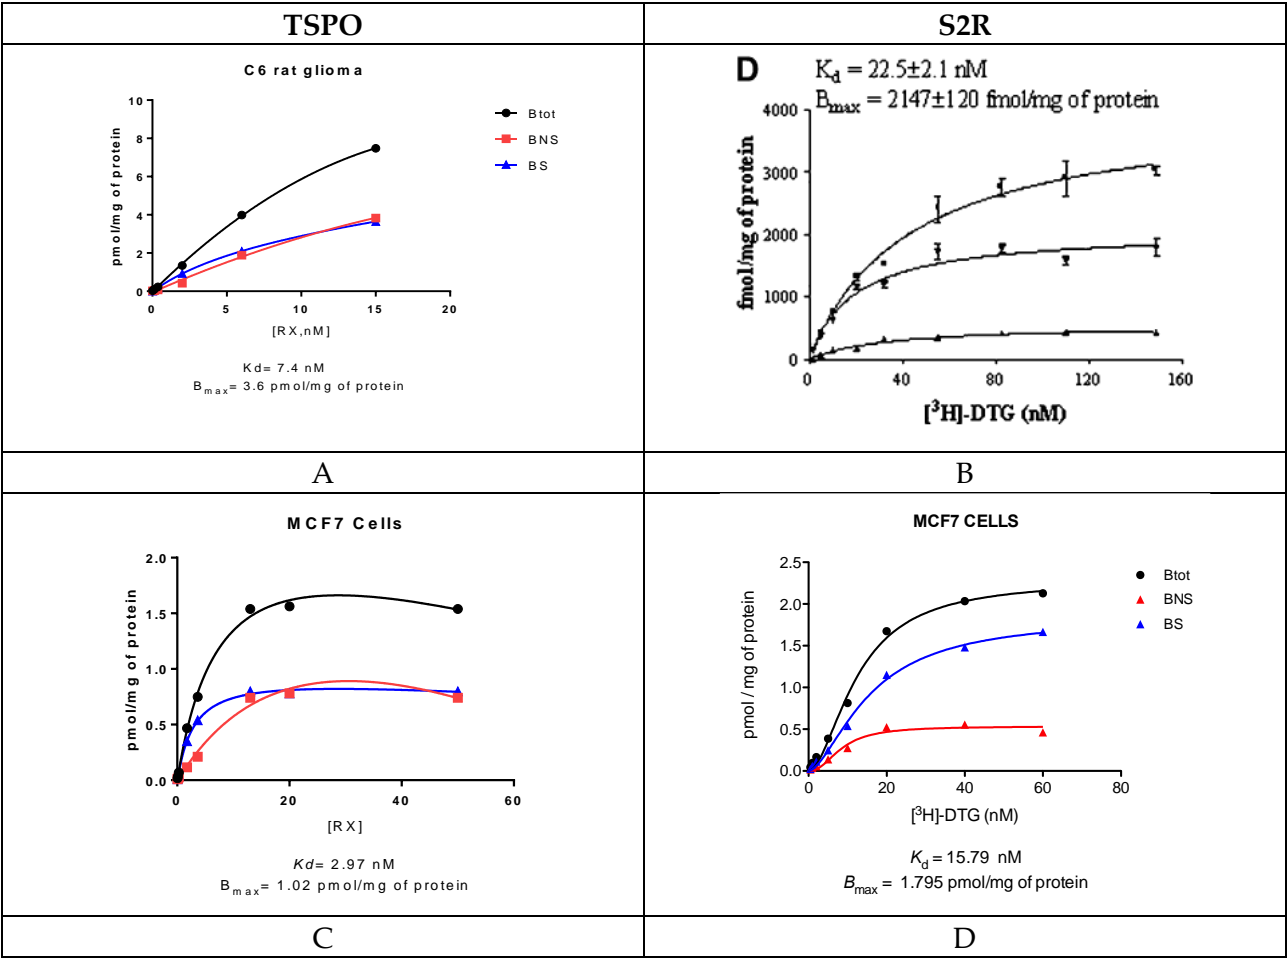 TSPO
S2R
C6 rat glioma
10
8
6
4
2
0
pmol/mg of protein
0 5 10 15 20
[RX,nM]
Btot
BNS
BS
Kd= 7.4 nM
Bmax= 3.6 pmol/mg of protein
D
Kd = 22.5±2.1 nM
Bmax = 2147±120 fmol/mg of protein
4000
3000
2000
1000
0
fmol/mg of protein
0 40 80 120 160
[³H]-DTG (nM)
A
B
MCF7 Cells
2.0
1.5
1.0
0.5
0.0
pmol/mg of protein
0 20 40 60
[RX]
Kd= 2.97 nM
Bmax= 1.02 pmol/mg of protein
MCF7 CELLS
2.5
2.0
1.5
1.0
0.5
0.0
pmol / mg of protein
0 20 40 60 80
[³H]-DTG (nM)
Btot
BNS
BS
Kd = 15.79 nM
Bmax = 1.795 pmol/mg of protein
C
D